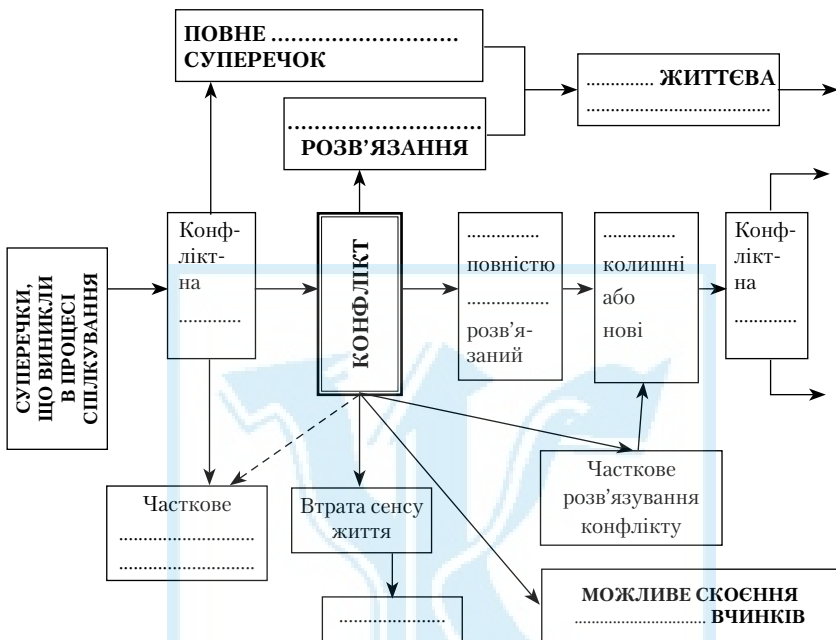 ПОВНЕ ............................
СУПЕРЕЧОК
............. ЖИТТЄВА
...................................
...................................
РОЗВ'ЯЗАННЯ
СУПЕРЕЧКИ,
ЩО ВИНИКЛИ
В ПРОЦЕСІ
СПІЛКУВАННЯ
Конф-
лікт-
на
............
КОНФЛІКТ
.............
повністю
................
розв'я-
заний
..............
колишні
або
нові
Конф-
лікт-
на
............
Часткове
.........................
.........................
Втрата сенсу
життя
.......................
Часткове
розв'язування
конфлікту
МОЖЛИВЕ СКОЄННЯ
......................... ВЧИНКІВ